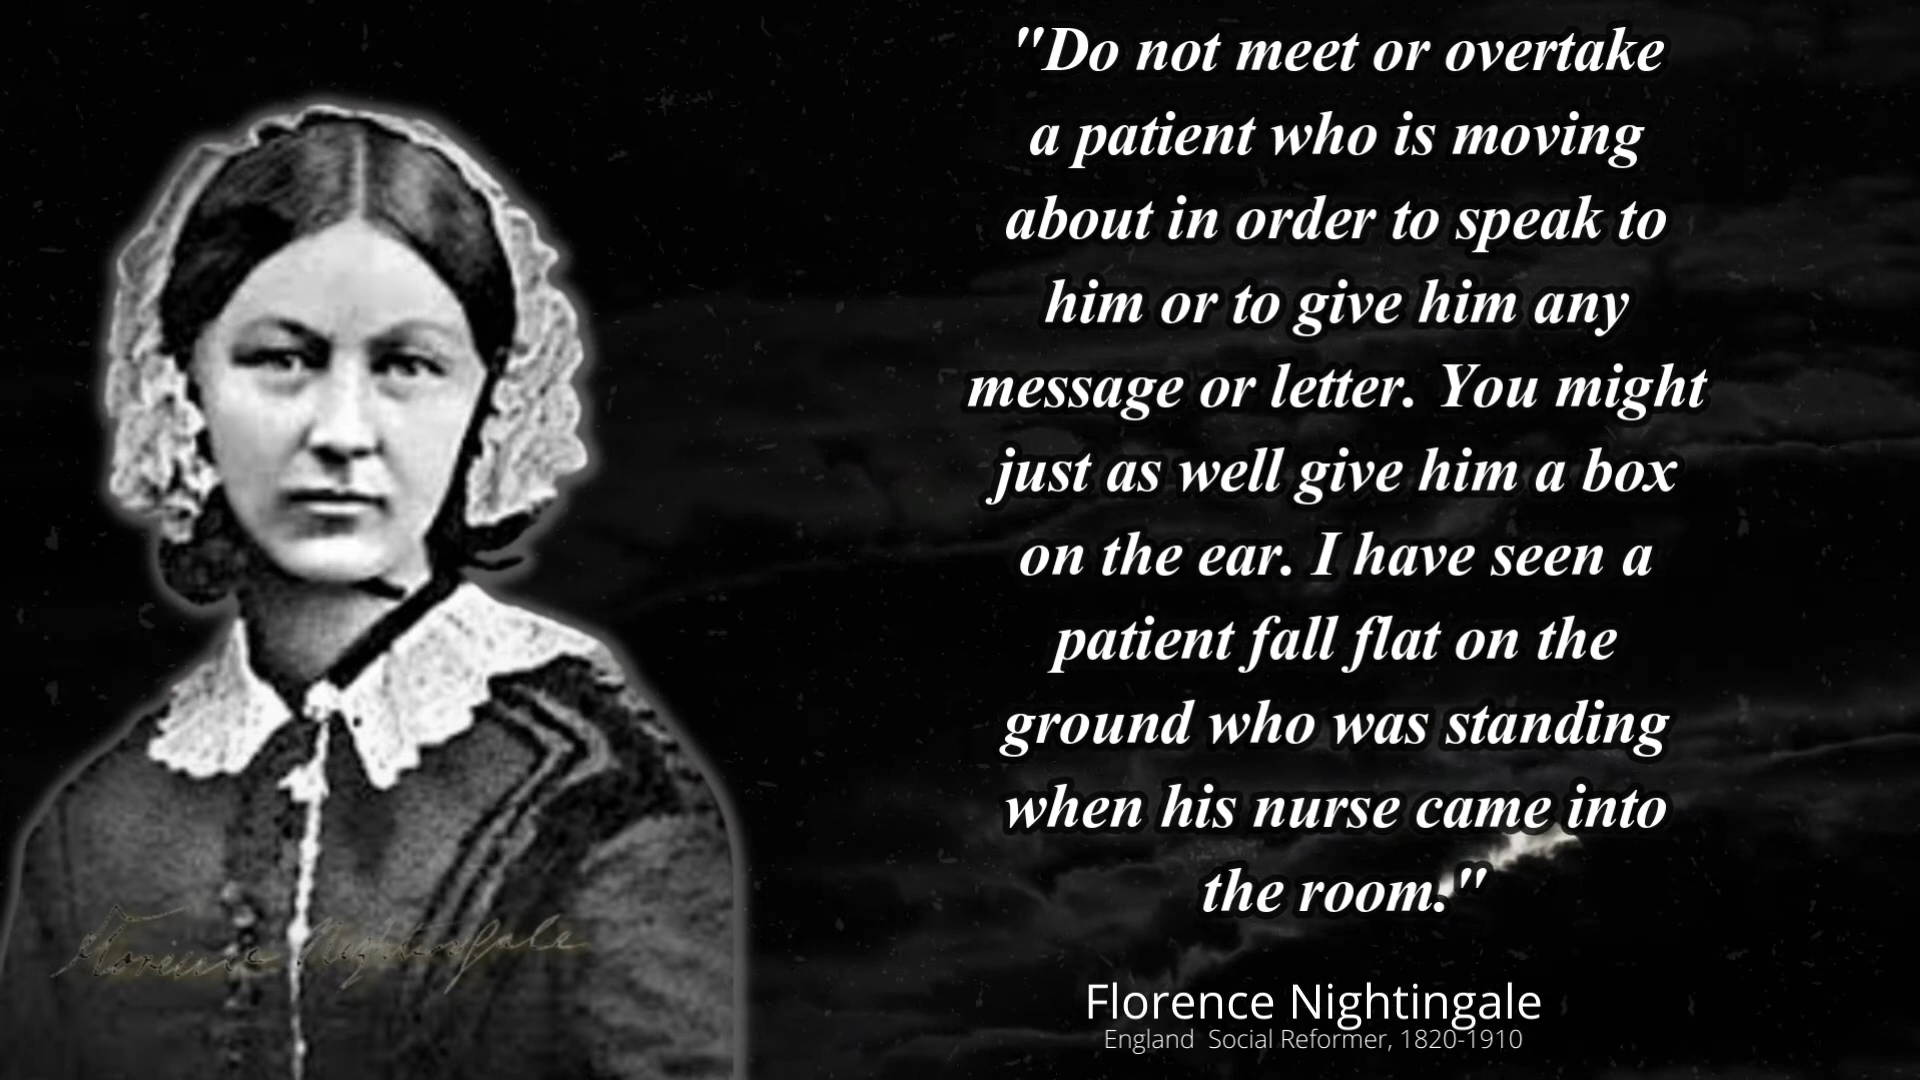 "Do not meet or overtake
a patient who is moving
about in order to speak to
him or to give him any
message or letter. You might
just as well give him a box
on the ear. I have seen a
patient fall flat on the
ground who was standing
when his nurse came into
the room."
Florence Nightingale
England  Social Reformer, 1820-1910
Florence Nightingale